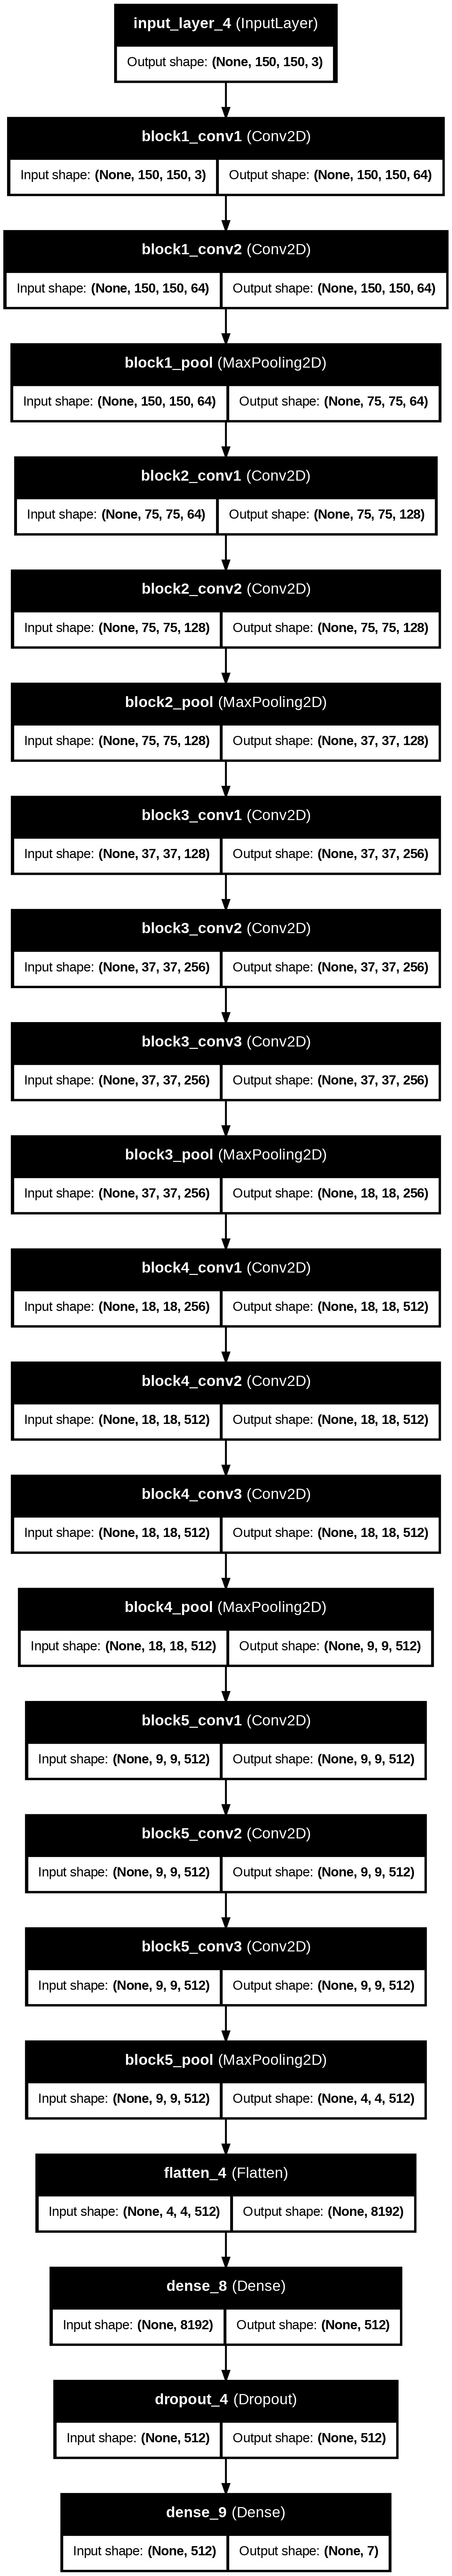 input_layer_4 (InputLayer)
Output shape: (None, 150, 150, 3)
block1_conv1 (Conv2D)
Input shape: (None, 150, 150, 3) Output shape: (None, 150, 150, 64)
block1_conv2 (Conv2D)
Input shape: (None, 150, 150, 64) Output shape: (None, 150, 150, 64)
block1_pool (MaxPooling2D)
Input shape: (None, 150, 150, 64) Output shape: (None, 75, 75, 64)
block2_conv1 (Conv2D)
Input shape: (None, 75, 75, 64) Output shape: (None, 75, 75, 128)
block2_conv2 (Conv2D)
Input shape: (None, 75, 75, 128) Output shape: (None, 75, 75, 128)
block2_pool (MaxPooling2D)
Input shape: (None, 75, 75, 128) Output shape: (None, 37, 37, 128)
block3_conv1 (Conv2D)
Input shape: (None, 37, 37, 128) Output shape: (None, 37, 37, 256)
block3_conv2 (Conv2D)
Input shape: (None, 37, 37, 256) Output shape: (None, 37, 37, 256)
block3_conv3 (Conv2D)
Input shape: (None, 37, 37, 256) Output shape: (None, 37, 37, 256)
block3_pool (MaxPooling2D)
Input shape: (None, 37, 37, 256) Output shape: (None, 18, 18, 256)
block4_conv1 (Conv2D)
Input shape: (None, 18, 18, 256) Output shape: (None, 18, 18, 512)
block4_conv2 (Conv2D)
Input shape: (None, 18, 18, 512) Output shape: (None, 18, 18, 512)
block4_conv3 (Conv2D)
Input shape: (None, 18, 18, 512) Output shape: (None, 18, 18, 512)
block4_pool (MaxPooling2D)
Input shape: (None, 18, 18, 512) Output shape: (None, 9, 9, 512)
block5_conv1 (Conv2D)
Input shape: (None, 9, 9, 512) Output shape: (None, 9, 9, 512)
block5_conv2 (Conv2D)
Input shape: (None, 9, 9, 512) Output shape: (None, 9, 9, 512)
block5_conv3 (Conv2D)
Input shape: (None, 9, 9, 512) Output shape: (None, 9, 9, 512)
block5_pool (MaxPooling2D)
Input shape: (None, 9, 9, 512) Output shape: (None, 4, 4, 512)
flatten_4 (Flatten)
Input shape: (None, 4, 4, 512) Output shape: (None, 8192)
dense_8 (Dense)
Input shape: (None, 8192) Output shape: (None, 512)
dropout_4 (Dropout)
Input shape: (None, 512) Output shape: (None, 512)
dense_9 (Dense)
Input shape: (None, 512) Output shape: (None, 7)